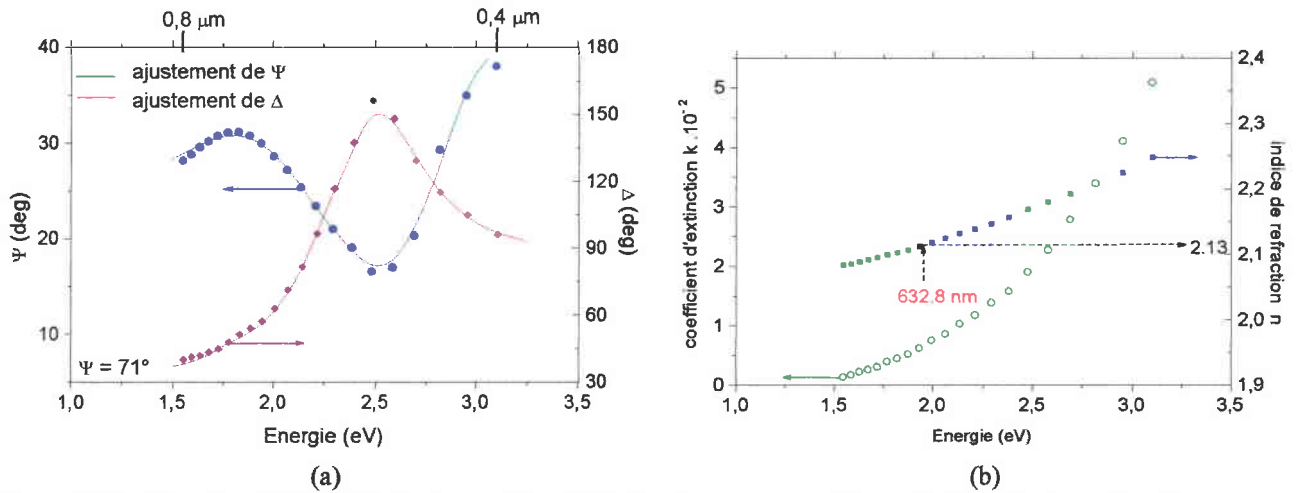 0,8 µm
0,4 µm
40
30
20
10
Ψ (deg)
180
150
120
90
60
30
Δ (deg)
ajustement de Ψ
ajustement de Δ
Ψ = 71°
1,0
1,5
2,0
2,5
3,0
3,5
Energie (eV)
(a)
5
4
3
2
1
0
coefficient d'extinction k .10⁻²
2,4
2,3
2,2
2,1
2,0
1,9
indice de refraction n
2.13
632.8 nm
1,0
1,5
2,0
2,5
3,0
3,5
Energie (eV)
(b)